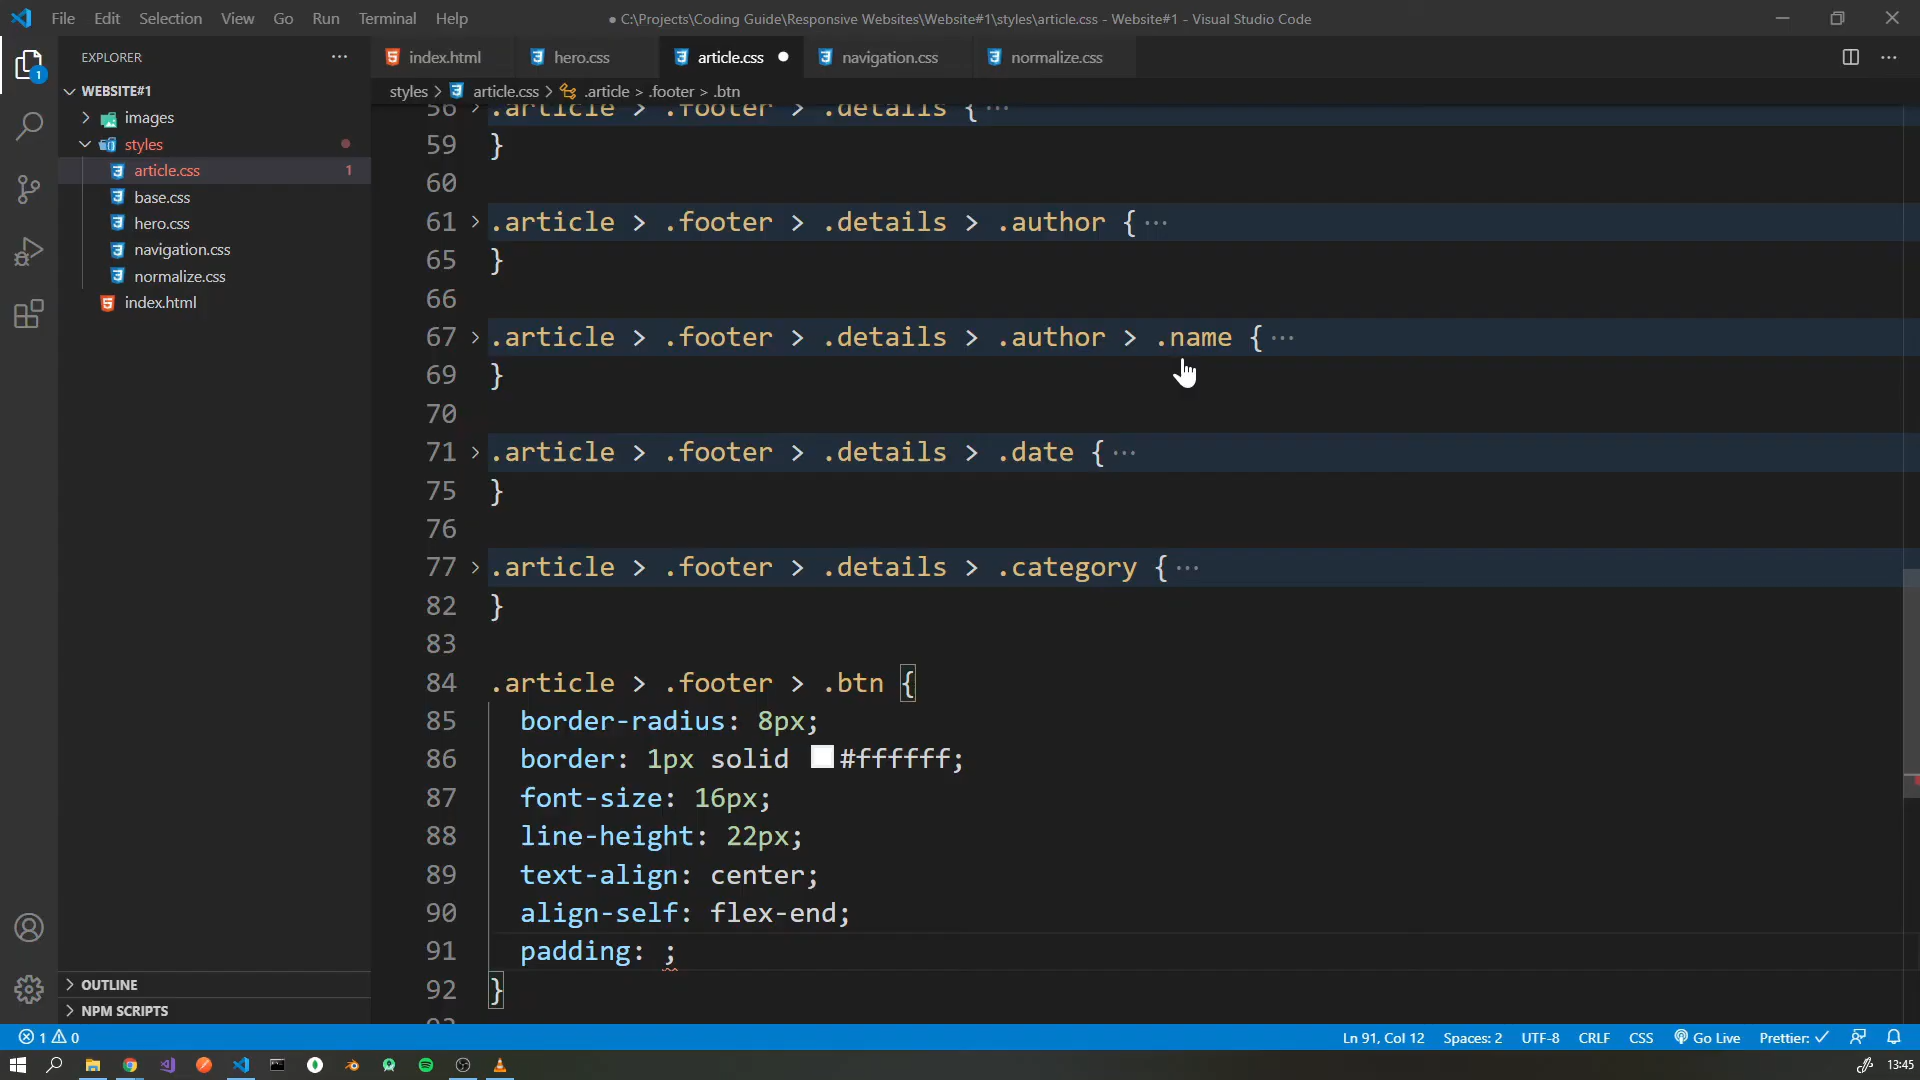 File Edit Selection View Go Run Terminal Help
● C:\Projects\Coding Guide\Responsive Websites\Website#1\styles\article.css - Website#1 - Visual Studio Code
EXPLORER
index.html
hero.css
article.css
navigation.css
normalize.css
styles > article.css > .article > .footer > .btn
WEBSITE#1
images
styles
article.css 1
base.css
hero.css
navigation.css
normalize.css
index.html
OUTLINE
NPM SCRIPTS
1
56 .article > .footer > .details {···
59 }
60
61 .article > .footer > .details > .author {···
65 }
66
67 .article > .footer > .details > .author > .name {···
69 }
70
71 .article > .footer > .details > .date {···
75 }
76
77 .article > .footer > .details > .category {···
82 }
83
84 .article > .footer > .btn {
85 border-radius: 8px;
86 border: 1px solid #ffffff;
87 font-size: 16px;
88 line-height: 22px;
89 text-align: center;
90 align-self: flex-end;
91 padding: ;
92 }
1 0
Ln 91, Col 12 Spaces: 2 UTF-8 CRLF CSS Go Live Prettier: ✓
13:45